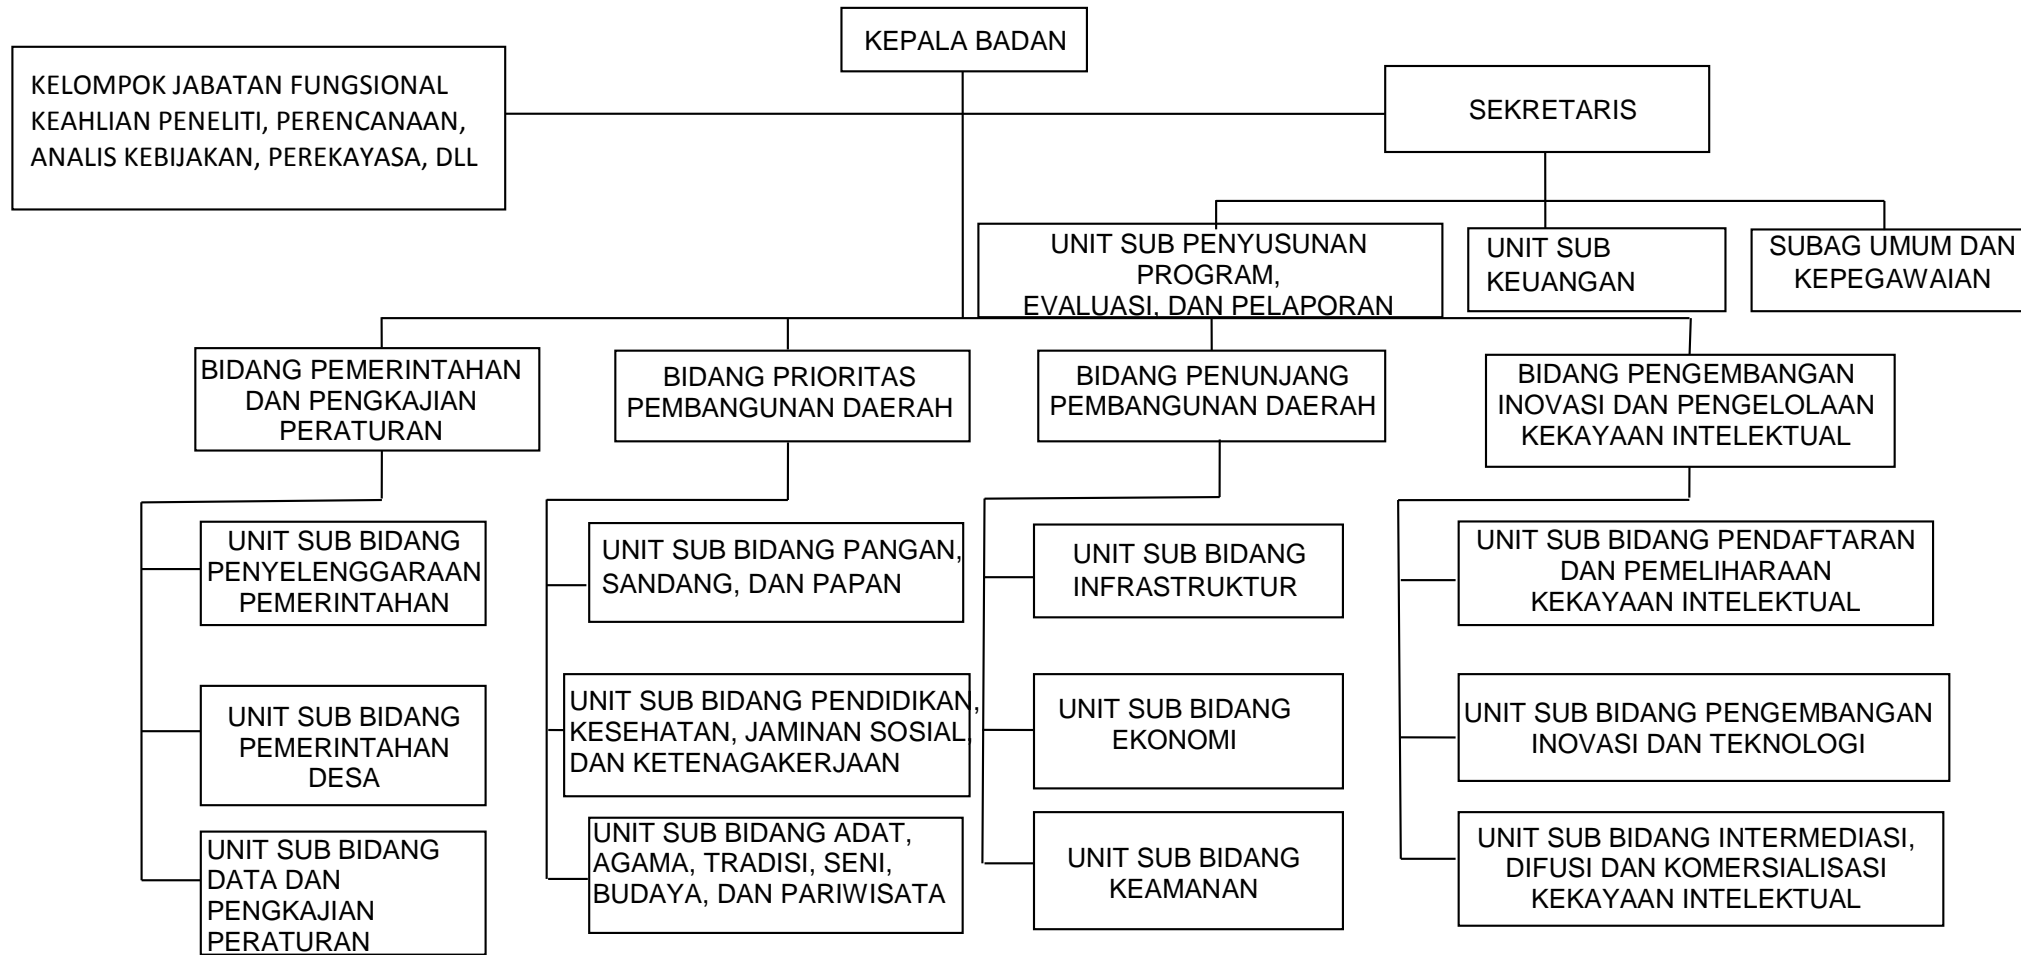 KEPALA BADAN
KELOMPOK JABATAN FUNGSIONAL
KEAHLIAN PENELITI, PERENCANAAN,
ANALIS KEBIJAKAN, PEREKAYASA, DLL
SEKRETARIS
UNIT SUB PENYUSUNAN
PROGRAM,
EVALUASI, DAN PELAPORAN
UNIT SUB
KEUANGAN
SUBAG UMUM DAN
KEPEGAWAIAN
BIDANG PEMERINTAHAN
DAN PENGKAJIAN
PERATURAN
BIDANG PRIORITAS
PEMBANGUNAN DAERAH
BIDANG PENUNJANG
PEMBANGUNAN DAERAH
BIDANG PENGEMBANGAN
INOVASI DAN PENGELOLAAN
KEKAYAAN INTELEKTUAL
UNIT SUB BIDANG
PENYELENGGARAAN
PEMERINTAHAN
UNIT SUB BIDANG PANGAN,
SANDANG, DAN PAPAN
UNIT SUB BIDANG
INFRASTRUKTUR
UNIT SUB BIDANG PENDAFTARAN
DAN PEMELIHARAAN
KEKAYAAN INTELEKTUAL
UNIT SUB BIDANG
PEMERINTAHAN
DESA
UNIT SUB BIDANG PENDIDIKAN,
KESEHATAN, JAMINAN SOSIAL,
DAN KETENAGAKERJAAN
UNIT SUB BIDANG
EKONOMI
UNIT SUB BIDANG PENGEMBANGAN
INOVASI DAN TEKNOLOGI
UNIT SUB BIDANG
DATA DAN
PENGKAJIAN
PERATURAN
UNIT SUB BIDANG ADAT,
AGAMA, TRADISI, SENI,
BUDAYA, DAN PARIWISATA
UNIT SUB BIDANG
KEAMANAN
UNIT SUB BIDANG INTERMEDIASI,
DIFUSI DAN KOMERSIALISASI
KEKAYAAN INTELEKTUAL